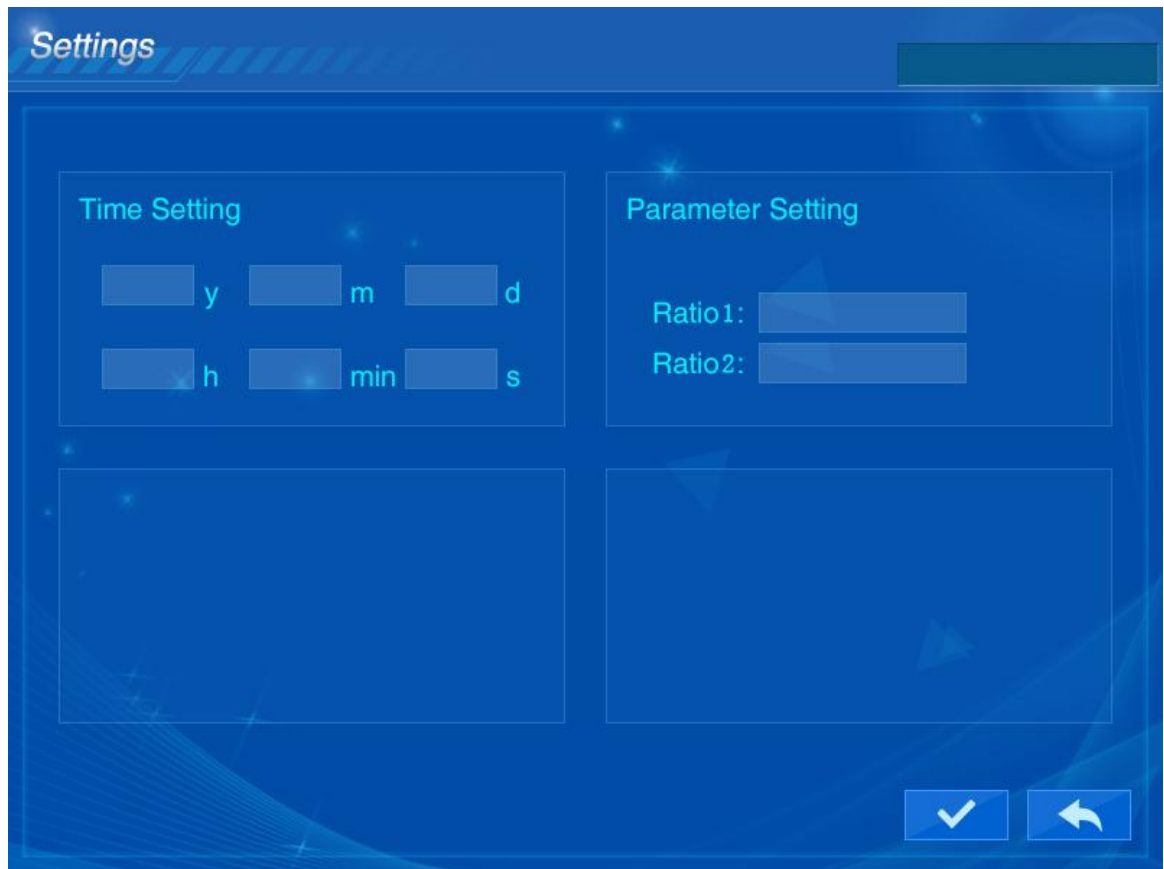 Settings
Time Setting
y m d
h min s
Parameter Setting
Ratio1:
Ratio2: